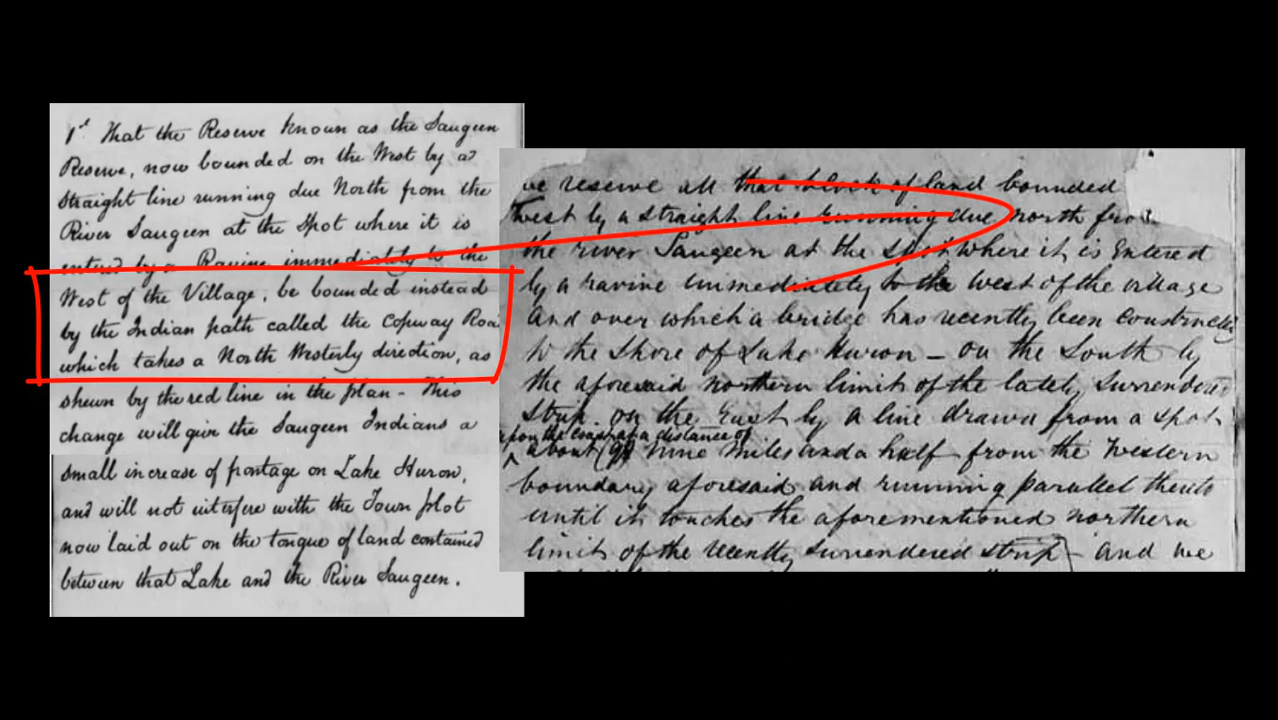 1st That the Reserve known as the Saugeen
Reserve, now bounded on the West by a
straight line running due North from the
River Saugeen at the Spot where it is
entered by a Ravine immediately to the
West of the Village, be bounded instead
by the Indian path called the Copway Roa
which takes a North Westerly direction, as
shewn by the red line in the plan - This
change will give the Saugeen Indians a
small increase of frontage on Lake Huron,
and will not interfere with the Town plot
now laid out on the tongue of land contained
between that Lake and the River Saugeen.
we reserve all that block of land bounded
West by a straight line running due north from
the river Saugeen at the spot where it is Entered
by a ravine immediately to the west of the village
and over which a bridge has recently been constructed
to the Shore of Lake Huron - on the South by
the aforesaid northern limit of the lately Surrendered
strip. on the East by a line drawn from a spot
upon the coast at a distance of
about (9½) nine miles and a half from the Western
boundary aforesaid and running parallel thereto
until it touches the aforementioned northern
limit of the recently surrendered strip - and we